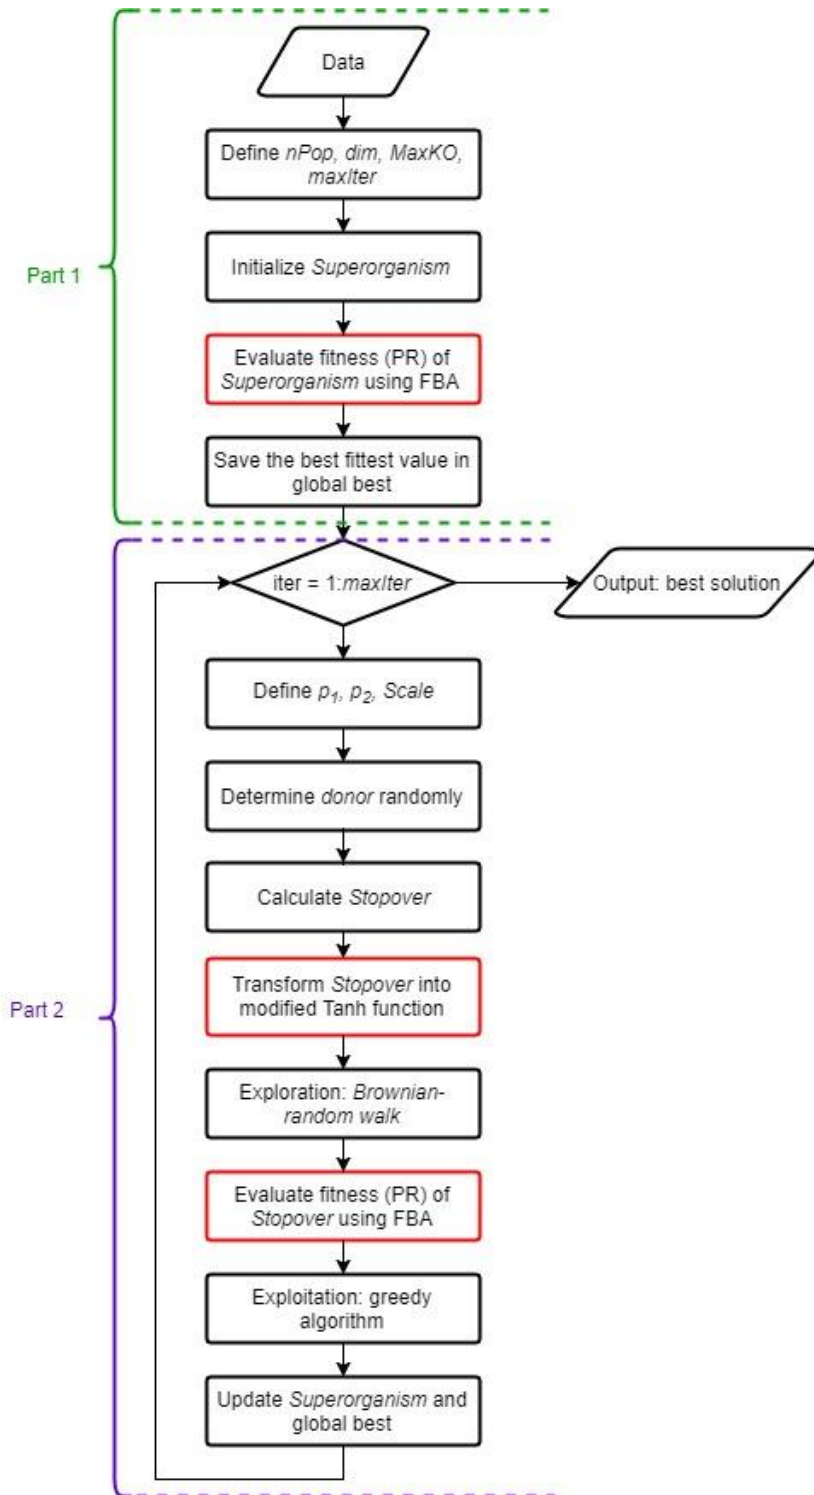 Data
Define nPop, dim, MaxKO,
maxIter
Initialize Superorganism
Part 1
Evaluate fitness (PR) of
Superorganism using FBA
Save the best fittest value in
global best
iter = 1:maxIter
Output: best solution
Define p1, p2, Scale
Determine donor randomly
Calculate Stopover
Transform Stopover into
modified Tanh function
Part 2
Exploration: Brownian-
random walk
Evaluate fitness (PR) of
Stopover using FBA
Exploitation: greedy
algorithm
Update Superorganism and
global best